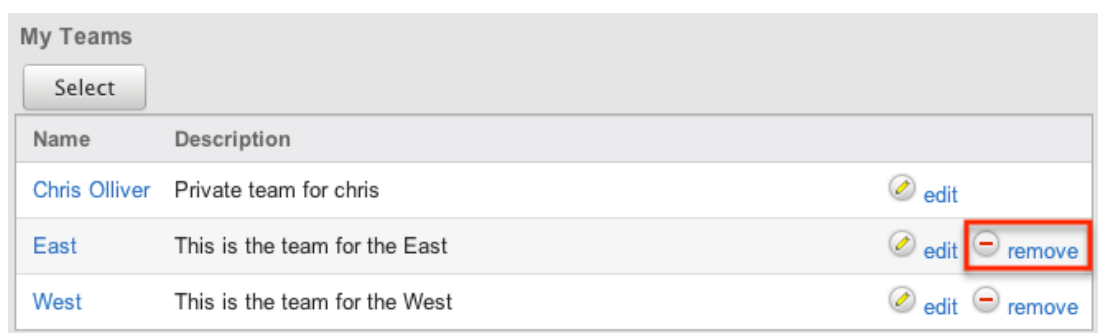 My Teams
Select
Name Description
Chris Olliver Private team for chris edit
East This is the team for the East edit remove
West This is the team for the West edit remove